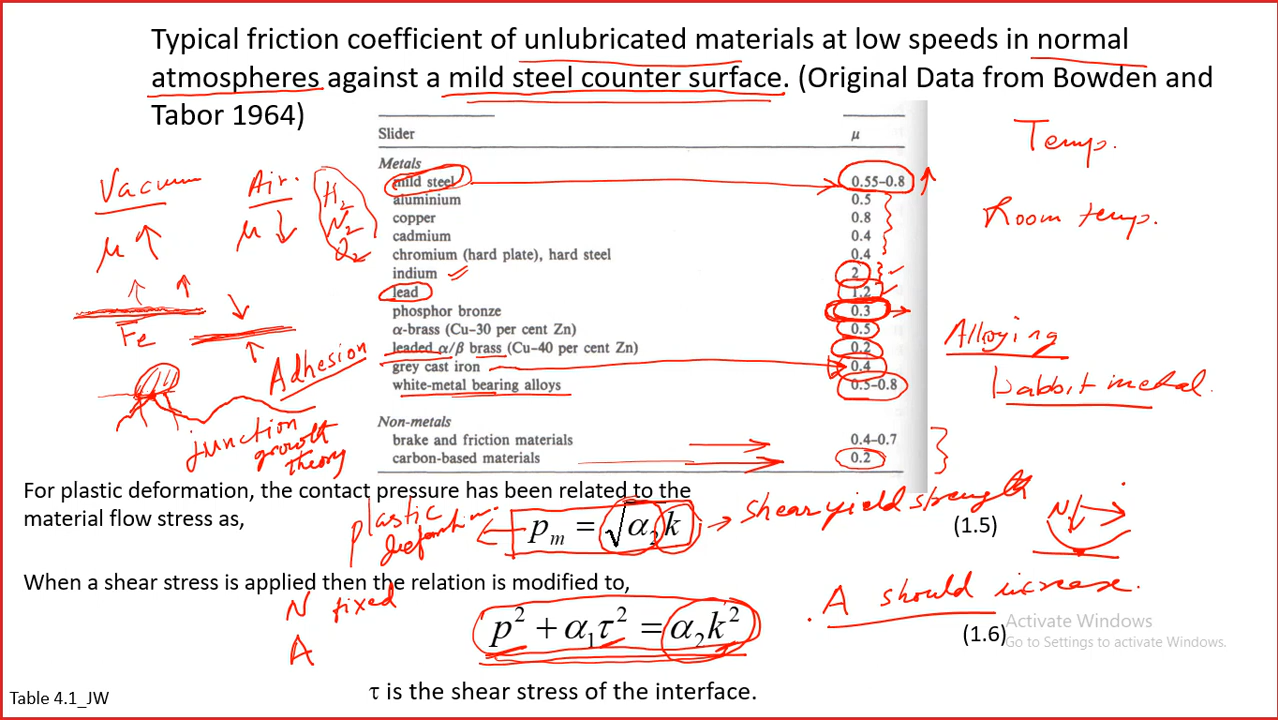 Typical friction coefficient of unlubricated materials at low speeds in normal
atmospheres against a mild steel counter surface. (Original Data from Bowden and
Tabor 1964)
Slider μ
Metals
mild steel 0.55–0.8
aluminium 0.5
copper 0.8
cadmium 0.4
chromium (hard plate), hard steel 0.4
indium 2
lead 1.2
phosphor bronze 0.3
α-brass (Cu–30 per cent Zn) 0.5
leaded α/β brass (Cu–40 per cent Zn) 0.2
grey cast iron 0.4
white-metal bearing alloys 0.5–0.8
Non-metals
brake and friction materials 0.4–0.7
carbon-based materials 0.2
Vacuum
μ ↑
Air.
μ ↓
H₂
N₂
O₂
Fe
Adhesion
junction
growth
theory
Temp.
Room temp.
Alloying
babbit metal.
For plastic deformation, the contact pressure has been related to the
material flow stress as,
plastic
deformation.
pₘ = √α₂k
shear yield strength
(1.5)
N
When a shear stress is applied then the relation is modified to,
N fixed
A
p² + α₁τ² = α₂k²
A should increase.
(1.6)
Activate Windows
Go to Settings to activate Windows.
τ is the shear stress of the interface.
Table 4.1_JW